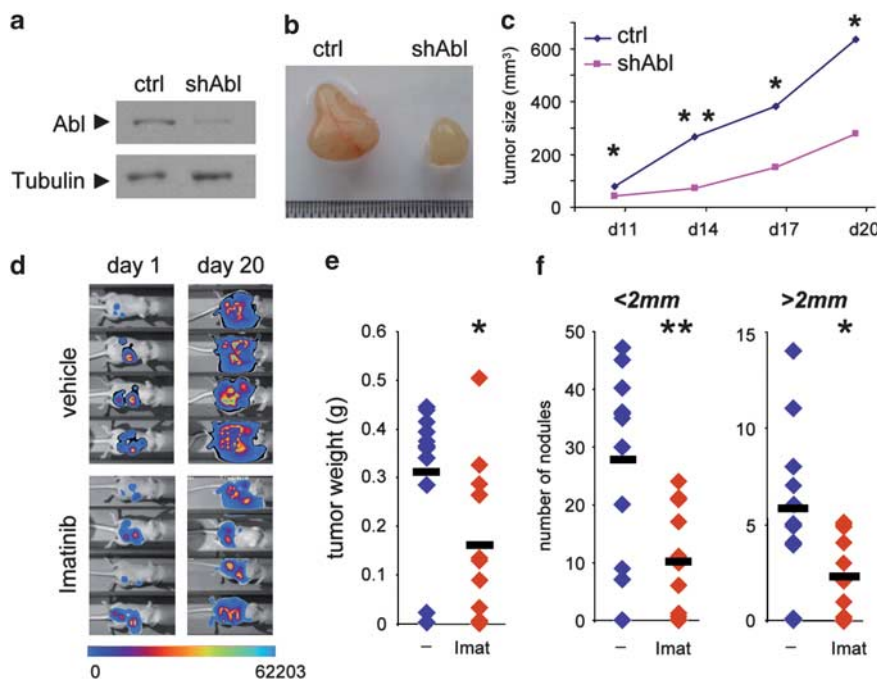 a
ctrl shAbl
Abl
Tubulin
b
ctrl shAbl
c
ctrl
shAbl
tumor size (mm³)
600
400
200
0
d11 d14 d17 d20
* ** * *
d
day 1 day 20
vehicle
Imatinib
0 62203
e
tumor weight (g)
0.6
0.5
0.4
0.3
0.2
0.1
0
*
– Imat
f
<2mm >2mm
number of nodules
50
40
30
20
10
0
**
– Imat
15
10
5
0
*
– Imat